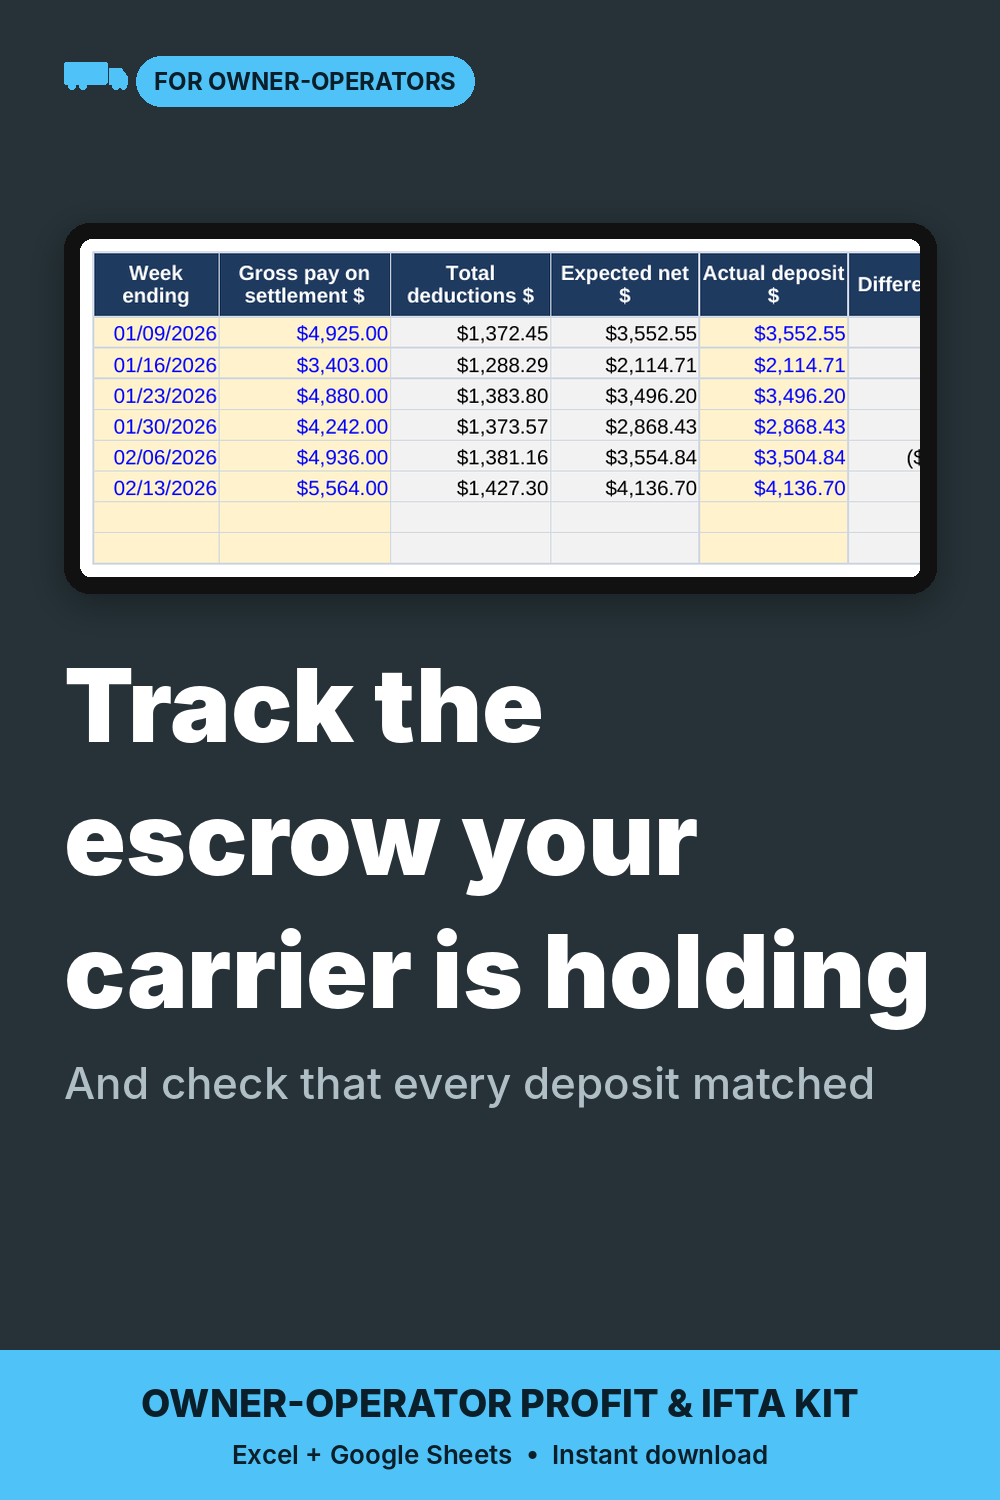 FOR OWNER-OPERATORS
Week ending Gross pay on settlement $ Total deductions $ Expected net $ Actual deposit $ Differe
01/09/2026 $4,925.00 $1,372.45 $3,552.55 $3,552.55
01/16/2026 $3,403.00 $1,288.29 $2,114.71 $2,114.71
01/23/2026 $4,880.00 $1,383.80 $3,496.20 $3,496.20
01/30/2026 $4,242.00 $1,373.57 $2,868.43 $2,868.43
02/06/2026 $4,936.00 $1,381.16 $3,554.84 $3,504.84 ($
02/13/2026 $5,564.00 $1,427.30 $4,136.70 $4,136.70
Track the
escrow your
carrier is holding
And check that every deposit matched
OWNER-OPERATOR PROFIT & IFTA KIT
Excel + Google Sheets • Instant download